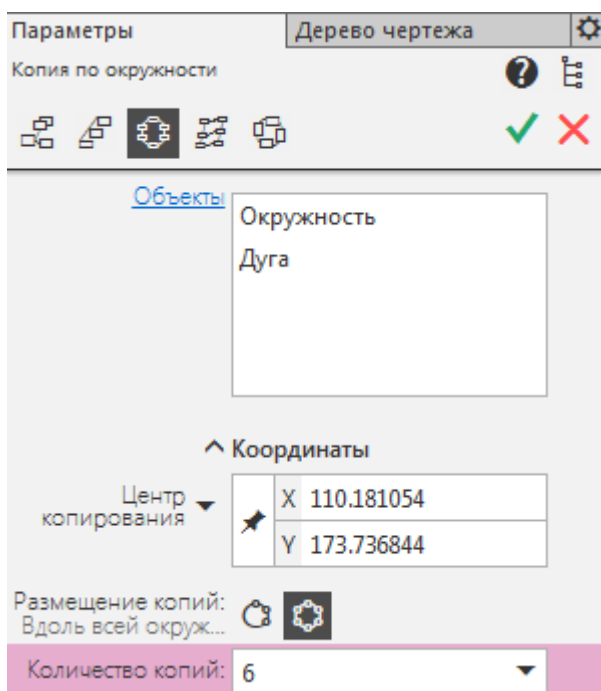 Параметры
Дерево чертежа
Копия по окружности
?
Объекты
Окружность
Дуга
Координаты
Центр
копирования
X 110.181054
Y 173.736844
Размещение копий:
Вдоль всей окруж...
Количество копий: 6